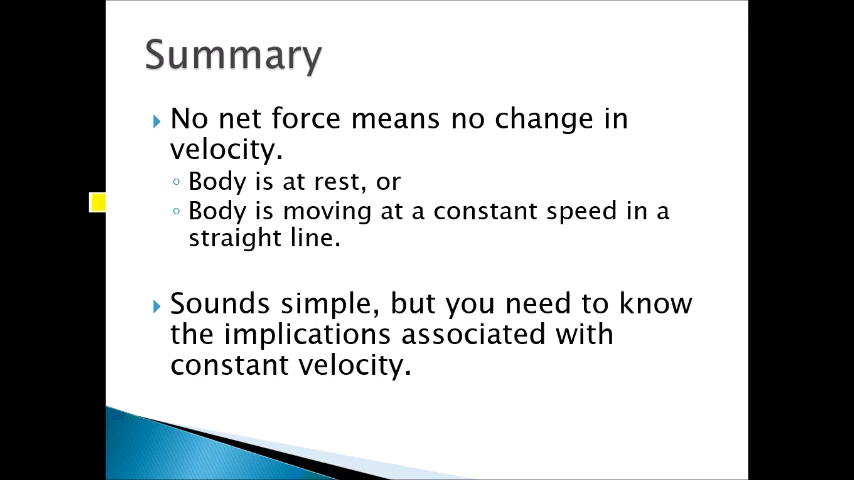 Summary
No net force means no change in
velocity.
Body is at rest, or
Body is moving at a constant speed in a
straight line.
Sounds simple, but you need to know
the implications associated with
constant velocity.